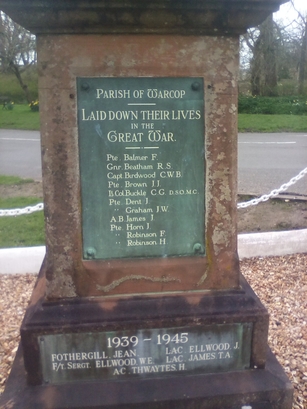 PARISH OF WARCOP
LAID DOWN THEIR LIVES
IN THE
GREAT WAR.
Pte. Balmer F.
Gnr Beatham R.S.
Capt. Birdwood C.W.B.
Pte. Brown J.J.
B.Col. Buckle C.G. D.S.O. M.C.
Pte. Dent J.
" Graham J.W
A.B. James J
Pte. Horn J.
" Robinson F
" Robinson H
1939 - 1945
FOTHERGILL JEAN. LAC ELLWOOD J.
F/T SERGT. ELLWOOD W.E. LAC JAMES T.A
AC THWAYTES H